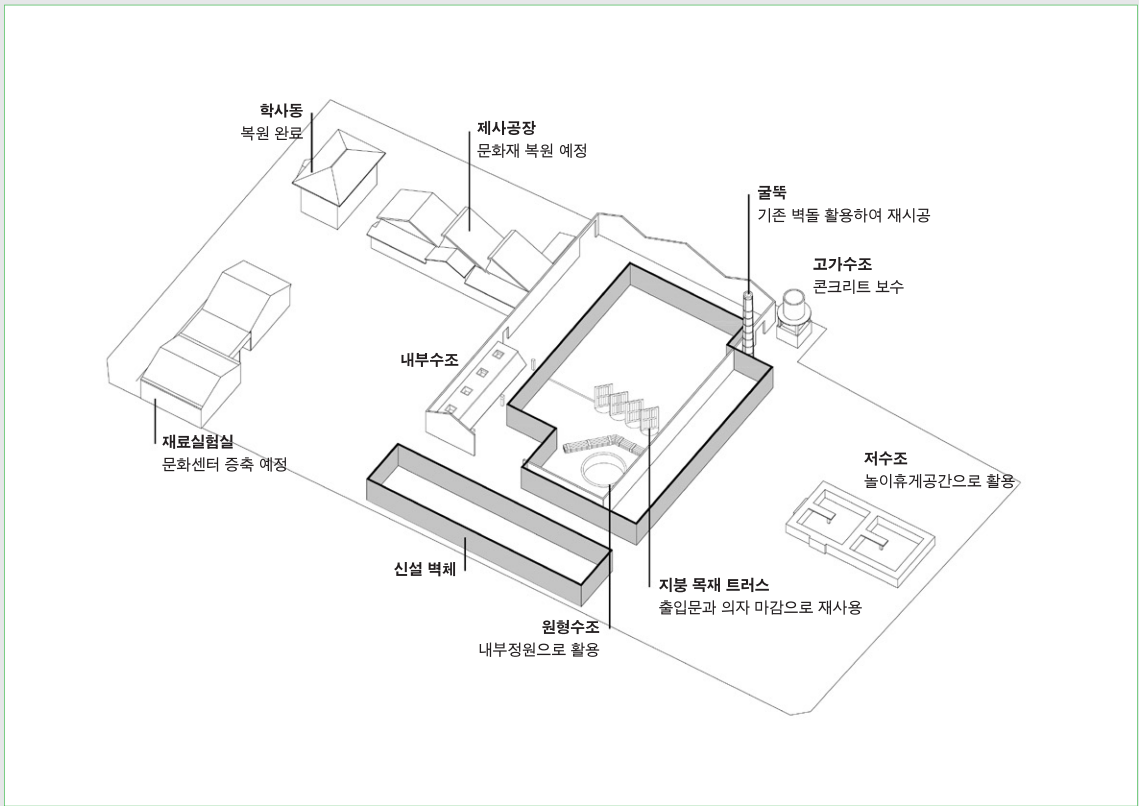 학사동
복원 완료
제사공장
문화재 복원 예정
굴뚝
기존 벽돌 활용하여 재시공
고가수조
콘크리트 보수
내부수조
재료실험실
문화센터 증축 예정
저수조
놀이휴게공간으로 활용
신설 벽체
지붕 목재 트러스
출입문과 의자 마감으로 재사용
원형수조
내부정원으로 활용